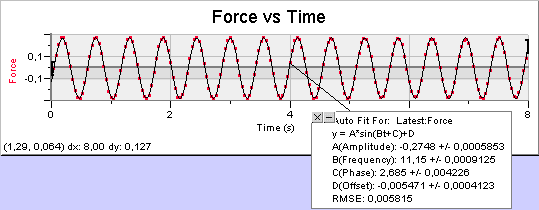 Force vs Time
Force
0,1
-0,1
0
2
4
6
8
Time (s)
(1,29, 0,064) dx: 8,00 dy: 0,127
Auto Fit For: Latest:Force
y = A*sin(Bt+C)+D
A(Amplitude): -0,2748 +/- 0,0005853
B(Frequency): 11,15 +/- 0,0009125
C(Phase): 2,685 +/- 0,004226
D(Offset): -0,005471 +/- 0,0004123
RMSE: 0,005815